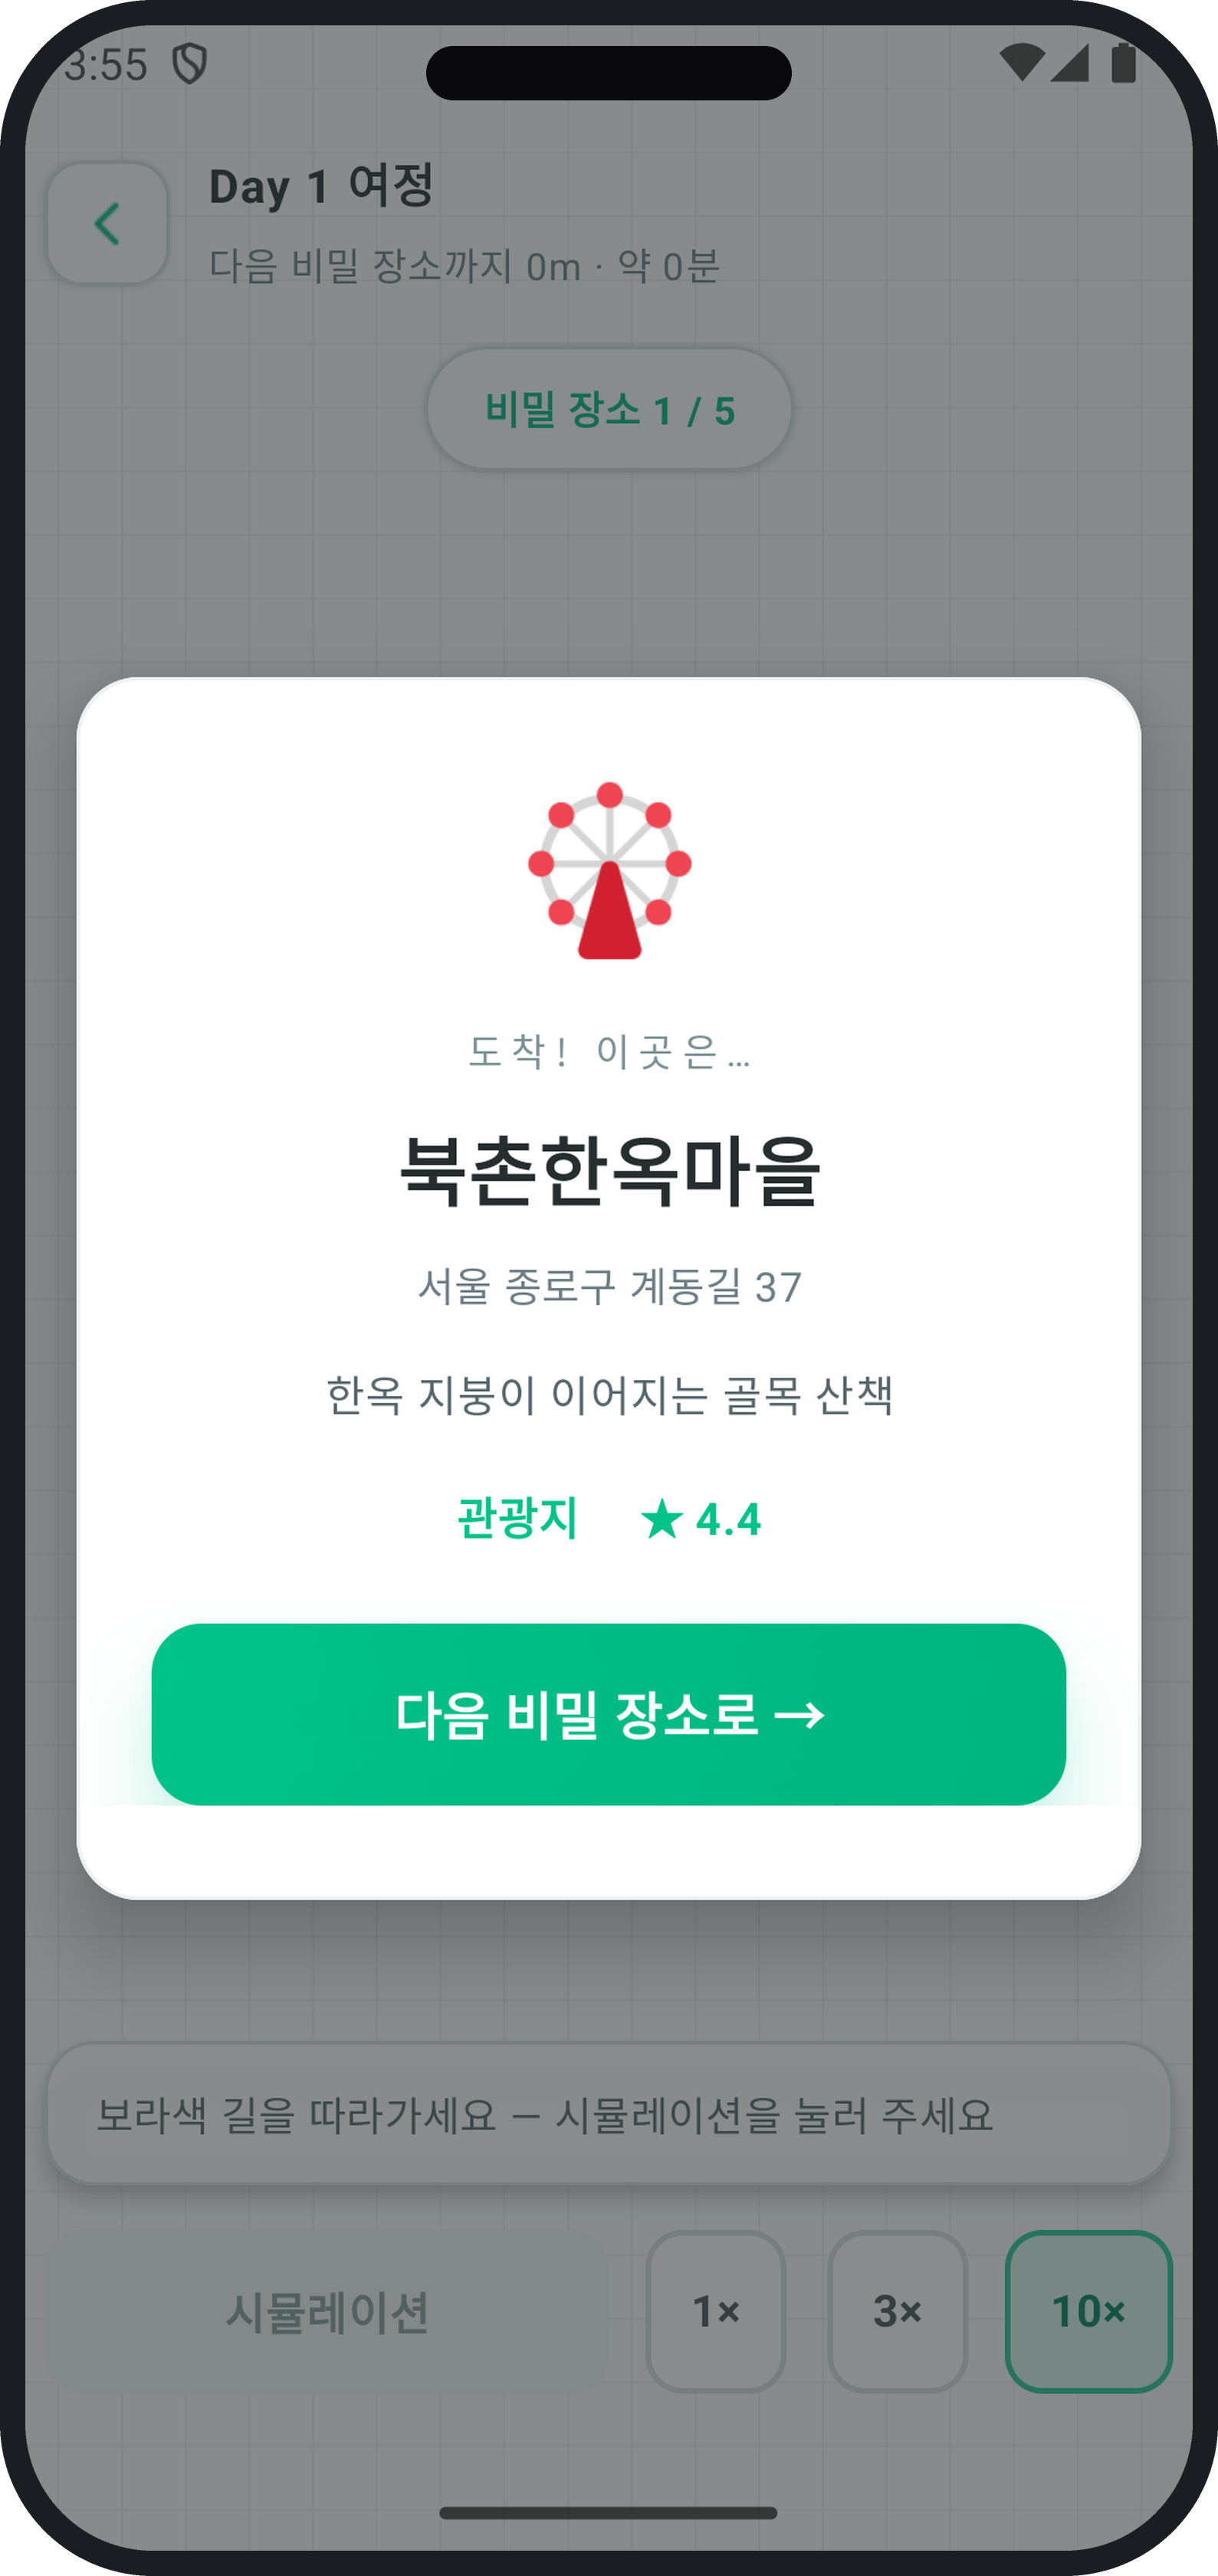 3:55
Day 1 여정
다음 비밀 장소까지 0m · 약 0분
비밀 장소 1 / 5
도착! 이곳은…
북촌한옥마을
서울 종로구 계동길 37
한옥 지붕이 이어지는 골목 산책
관광지 ★ 4.4
다음 비밀 장소로 →
보라색 길을 따라가세요 — 시뮬레이션을 눌러 주세요
시뮬레이션 1× 3× 10×